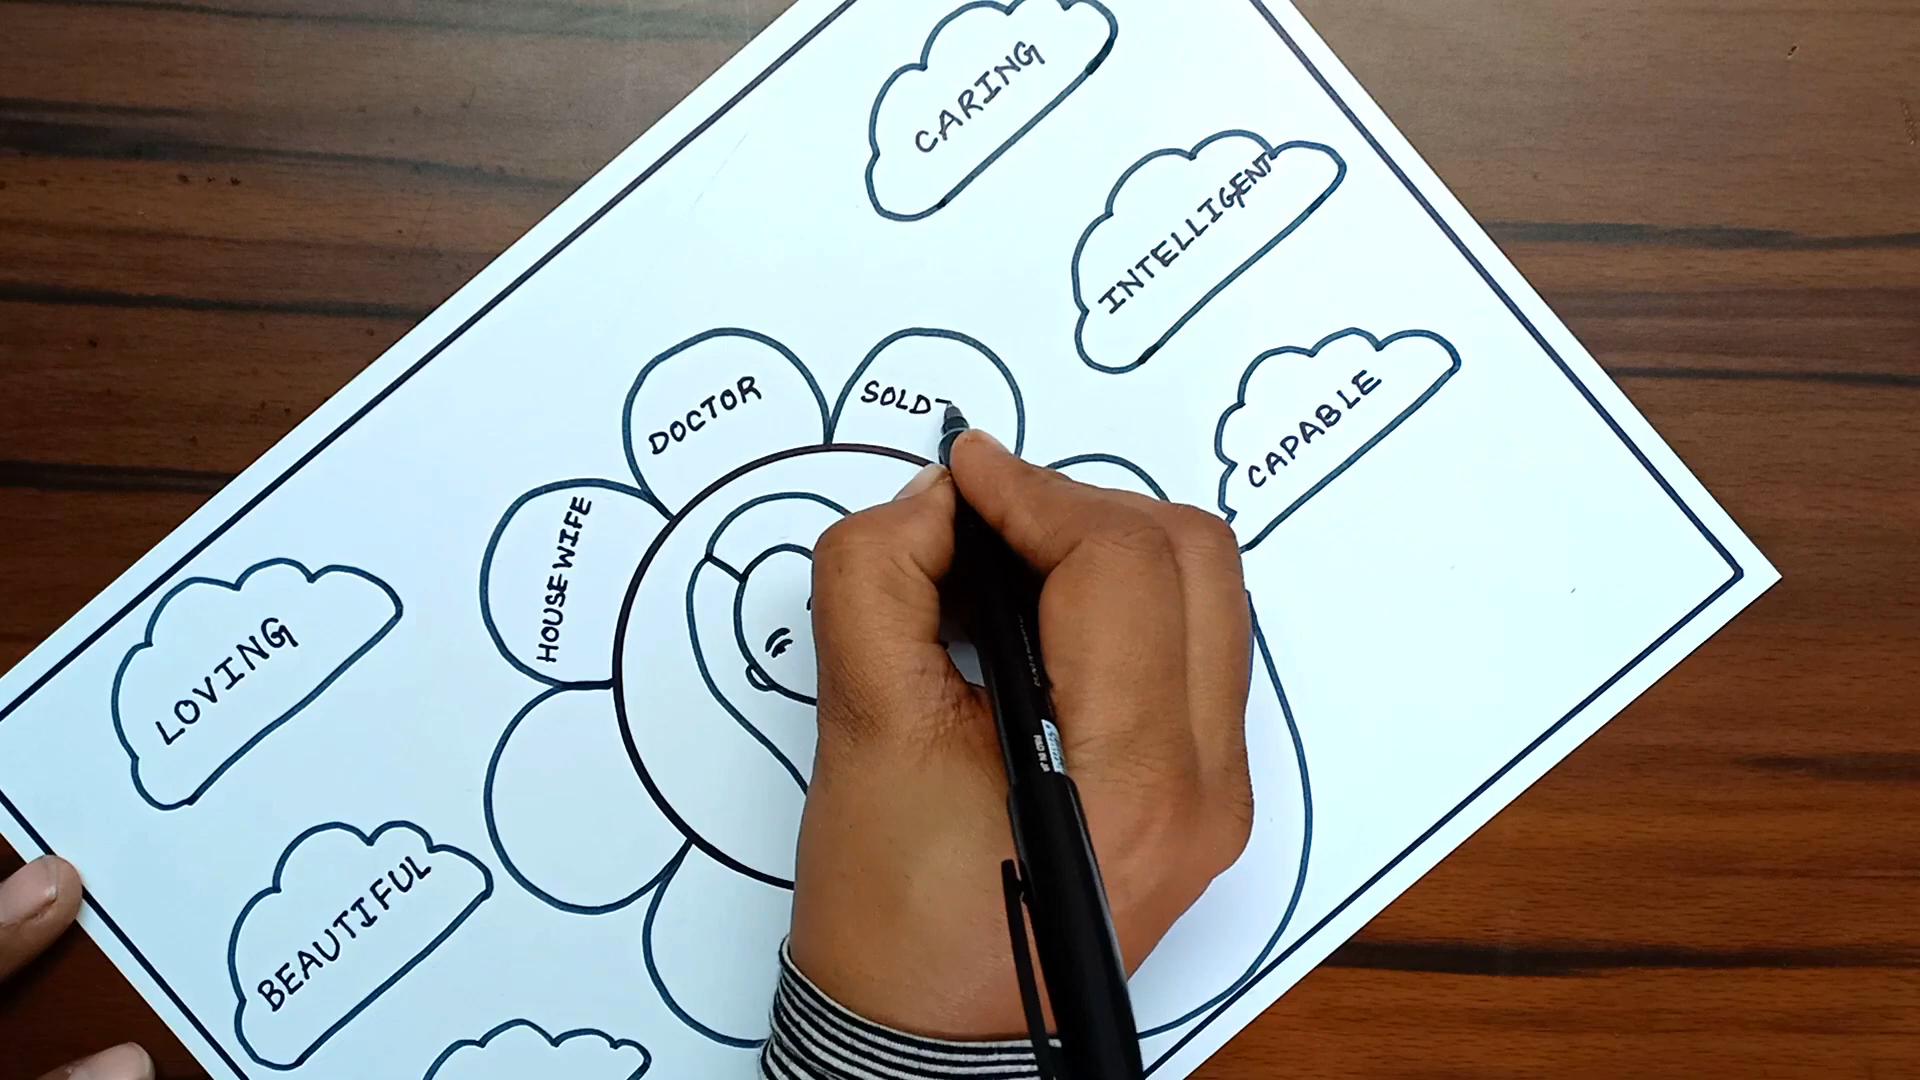 CARING
INTELLIGENT
CAPABLE
DOCTOR
SOLD
HOUSEWIFE
LOVING
BEAUTIFUL